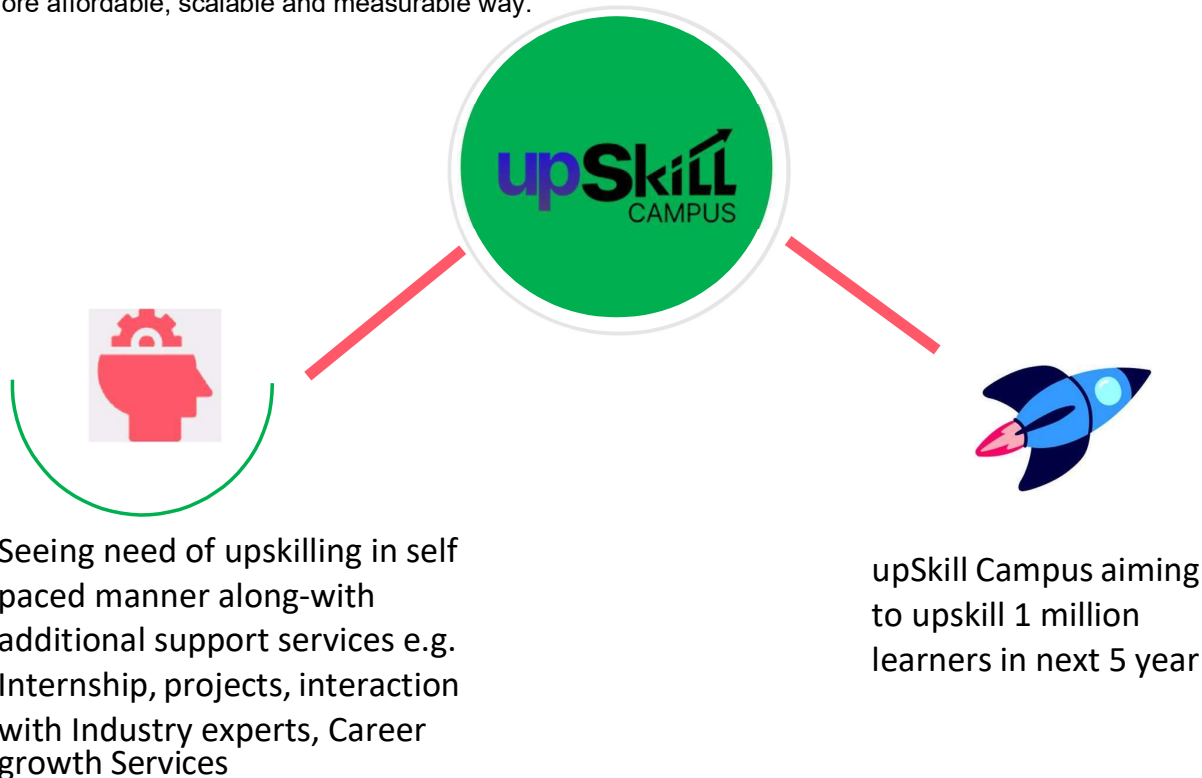 ore affordable, scalable and measurable way.
upSkill
CAMPUS
Seeing need of upskilling in self
paced manner along-with
additional support services e.g.
Internship, projects, interaction
with Industry experts, Career
growth Services
upSkill Campus aiming
to upskill 1 million
learners in next 5 year